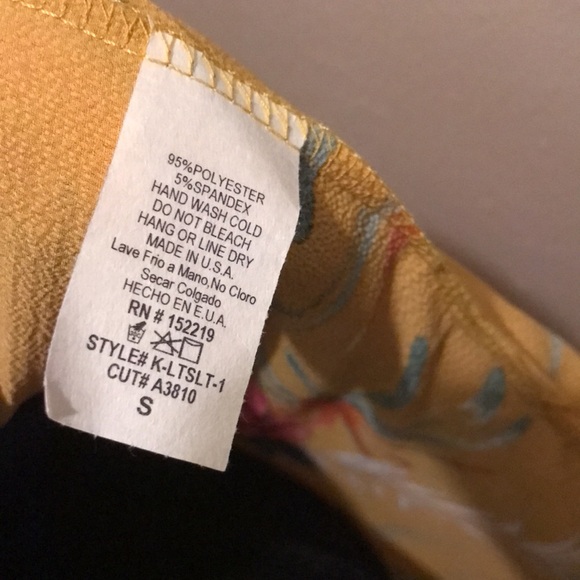 95%POLYESTER
5%SPANDEX
HAND WASH COLD
DO NOT BLEACH
HANG OR LINE DRY
MADE IN U.S.A.
Lave Frio a Mano,No Cloro
Secar Colgado
HECHO EN E.U.A.
RN # 152219
STYLE# K-LTSLT-1
CUT# A3810
S